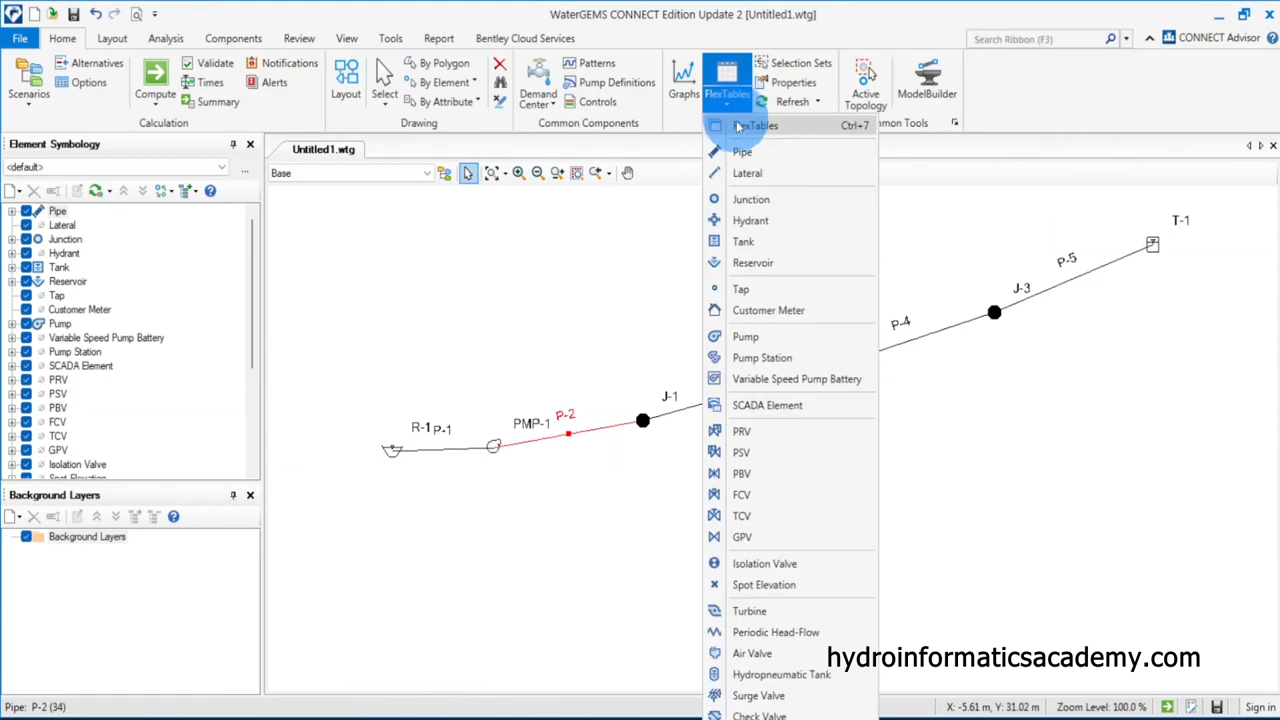 WaterGEMS CONNECT Edition Update 2 [Untitled1.wtg]
File Home Layout Analysis Components Review View Tools Report Bentley Cloud Services
Search Ribbon (F3)
CONNECT Advisor
Scenarios
Alternatives
Options
Compute
Validate
Times
Summary
Notifications
Alerts
Calculation
Layout
Select
By Polygon
By Element
By Attribute
Drawing
Demand Center
Patterns
Pump Definitions
Controls
Common Components
Graphs
FlexTables
Selection Sets
Properties
Refresh
Active Topology
ModelBuilder
mon Tools
Element Symbology
<default>
...
Pipe
Lateral
Junction
Hydrant
Tank
Reservoir
Tap
Customer Meter
Pump
Variable Speed Pump Battery
Pump Station
SCADA Element
PRV
PSV
PBV
FCV
TCV
GPV
Isolation Valve
Spot Elevation
Background Layers
Background Layers
Untitled1.wtg
Base
FlexTables Ctrl+7
Pipe
Lateral
Junction
Hydrant
Tank
Reservoir
Tap
Customer Meter
Pump
Pump Station
Variable Speed Pump Battery
SCADA Element
PRV
PSV
PBV
FCV
TCV
GPV
Isolation Valve
Spot Elevation
Turbine
Periodic Head-Flow
Air Valve
Hydropneumatic Tank
Surge Valve
Check Valve
T-1
P-5
J-3
P-4
J-1
P-2
PMP-1
R-1 P-1
hydroinformaticsacademy.com
Pipe: P-2 (34)
X: -5.61 m, Y: 31.02 m
Zoom Level: 100.0 %
Sign in